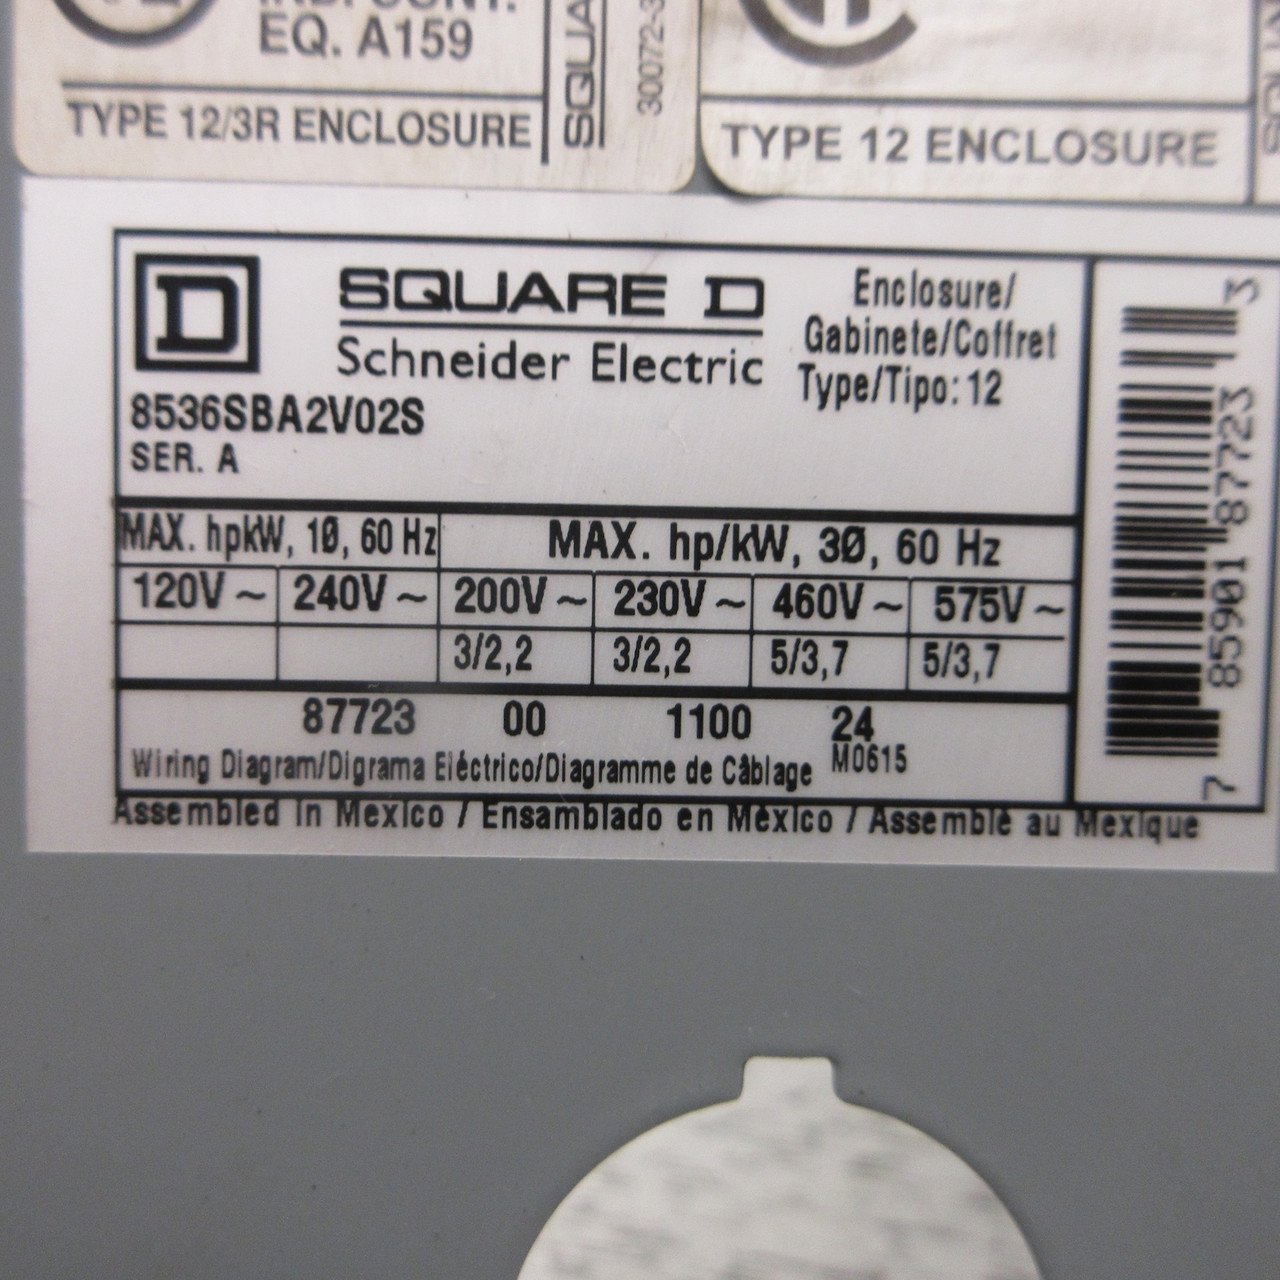 IND. CONT.
EQ. A159
TYPE 12/3R ENCLOSURE
SQUA
300072-3
TYPE 12 ENCLOSURE
D
SQUARE D
Schneider Electric
Enclosure/
Gabinete/Coffret
Type/Tipo: 12
8536SBA2V02S
SER. A
MAX. hpkW, 1Ø, 60 Hz MAX. hp/kW, 3Ø, 60 Hz
120V ~ 240V ~ 200V ~ 230V ~ 460V ~ 575V ~
3/2,2 3/2,2 5/3,7 5/3,7
87723 00 1100 24
Wiring Diagram/Digrama Eléctrico/Diagramme de Câblage M0615
Assembled in Mexico / Ensamblado en México / Assemblé au Mexique
7 85901 87723 3